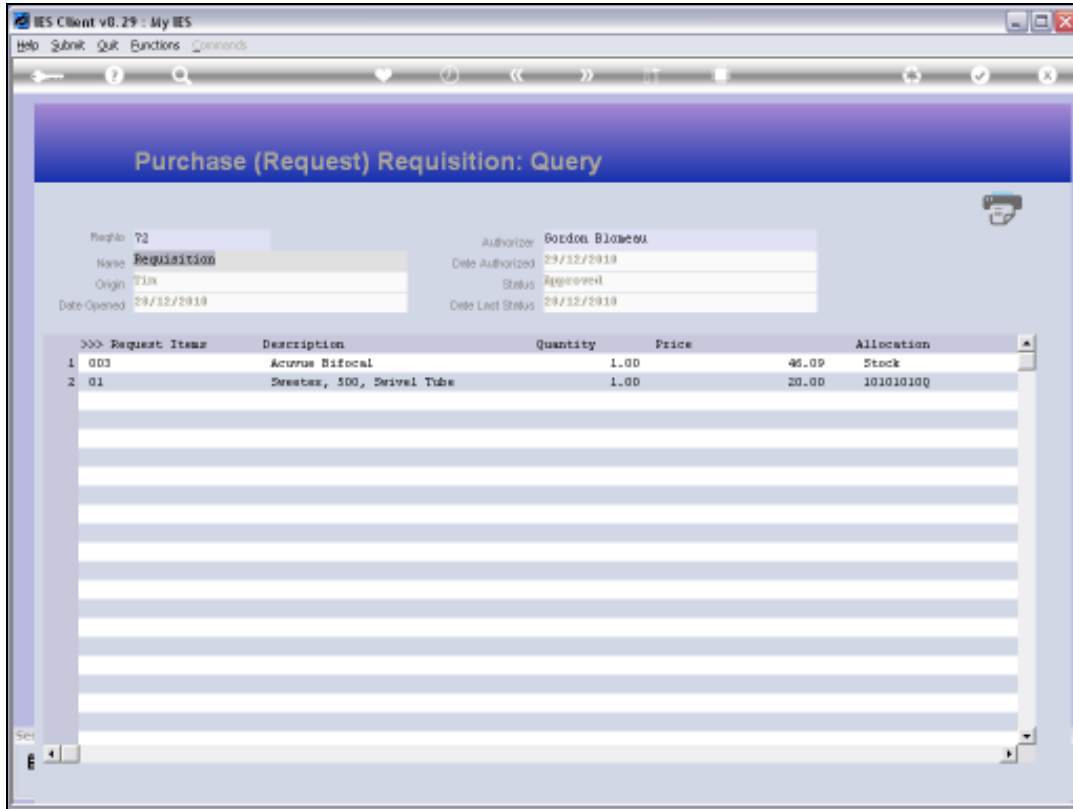 IES Client v8.29 : My IES
Help Submit Quit Functions Commands
Purchase (Request) Requisition: Query
ReqNo 72
Authorizer Gordon Blomeau
Name Requisition
Date Authorized 29/12/2010
Origin Tim
Status Approved
Date Opened 28/12/2010
Date Last Status 28/12/2010
>>> Request Items Description Quantity Price Allocation
1 003 Acuvue Bifocal 1.00 46.09 Stock
2 01 Sweetex, 500, Swivel Tube 1.00 20.00 10101010Q
Ses